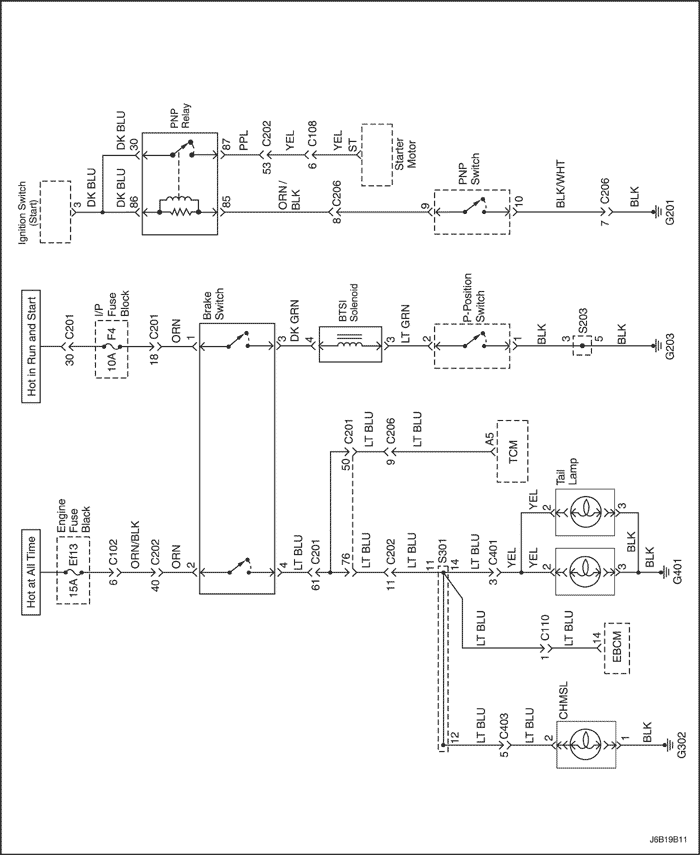 Hot at All Time
Engine
Fuse
Black
15A
Ef13
6
C102
ORN/BLK
40
C202
ORN
2
4
LT BLU
61
C201
76
LT BLU
11
C202
LT BLU
11
S301
14
LT BLU
3
C401
YEL
YEL
YEL
2
2
Tail
Lamp
3
3
BLK
BLK
G401
50
C201
LT BLU
9
C206
LT BLU
A5
TCM
LT BLU
1
C110
LT BLU
14
EBCM
12
LT BLU
5
C403
LT BLU
CHMSL
2
1
BLK
G302
Hot in Run and Start
30
C201
I/P
Fuse
Block
10A
F4
18
C201
ORN
1
Brake
Switch
3
DK GRN
4
BTSI
Solenoid
3
LT GRN
2
P-Position
Switch
1
BLK
3
S203
5
BLK
G203
Ignition Switch
(Start)
3
DK BLU
DK BLU
DK BLU
86
30
PNP
Relay
85
87
PPL
53
C202
YEL
6
C108
YEL
ST
Starter
Motor
ORN/
BLK
8
C206
9
PNP
Switch
10
BLK/WHT
7
C206
BLK
G201
J6B19B11